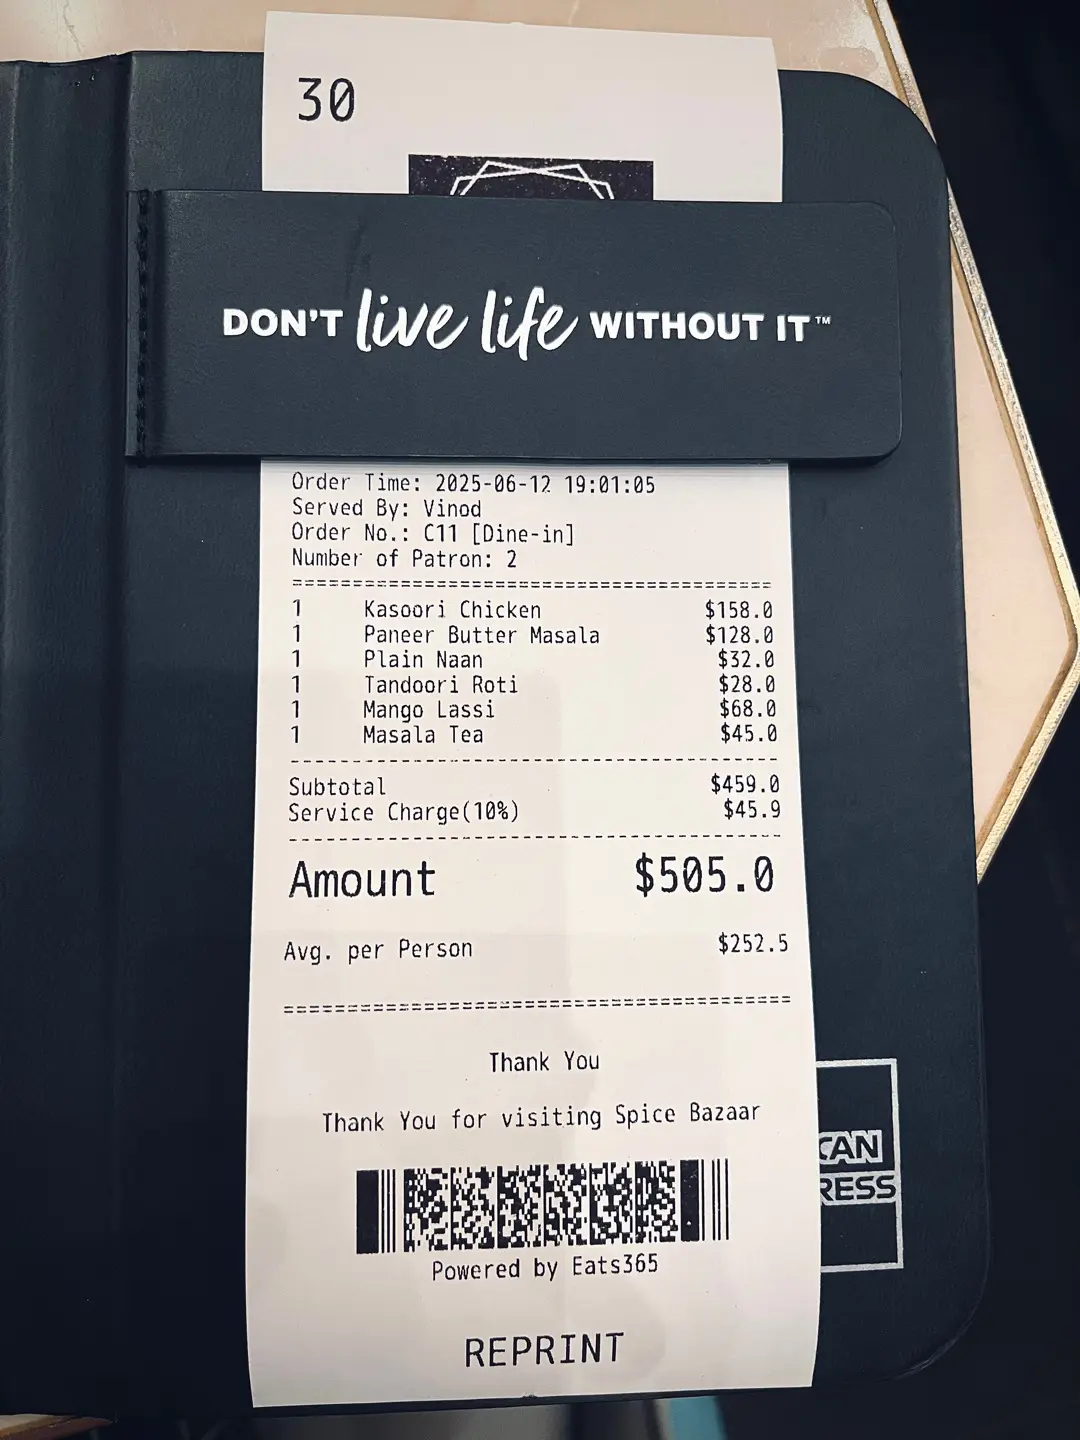 30
DON'T live life WITHOUT IT™
Order Time: 2025-06-12 19:01:05
Served By: Vinod
Order No.: C11 [Dine-in]
Number of Patron: 2
==========================================
1 Kasoori Chicken $158.0
1 Paneer Butter Masala $128.0
1 Plain Naan $32.0
1 Tandoori Roti $28.0
1 Mango Lassi $68.0
1 Masala Tea $45.0
------------------------------------------
Subtotal $459.0
Service Charge(10%) $45.9
------------------------------------------
Amount $505.0
Avg. per Person $252.5
==========================================
Thank You
Thank You for visiting Spice Bazaar
CAN
RESS
Powered by Eats365
REPRINT